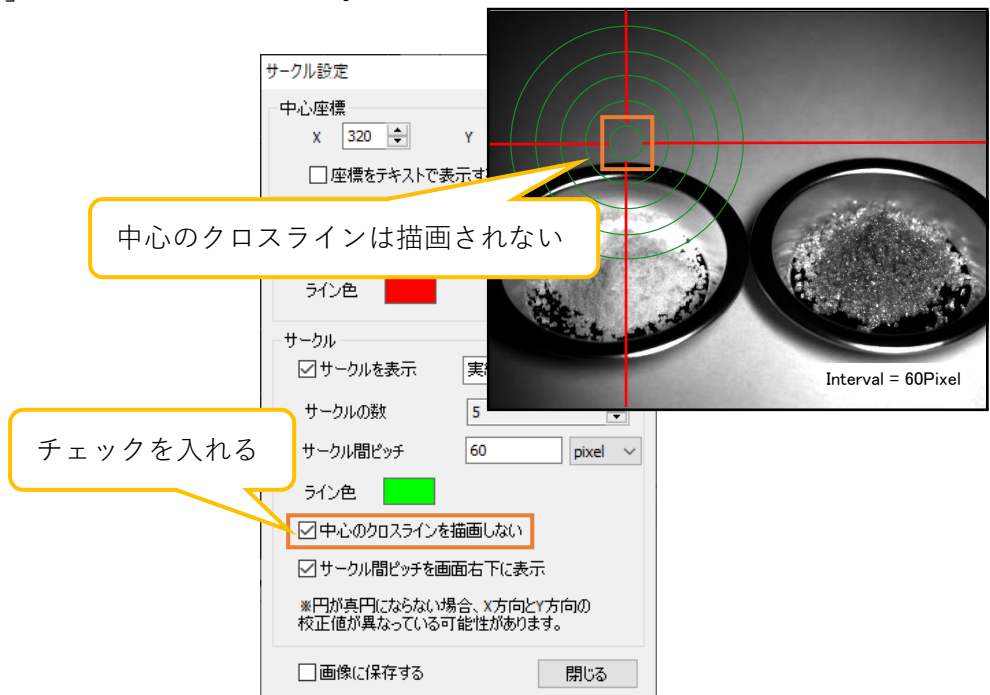 」
サークル設定
中心座標
X 320 Y
座標をテキストで表示す
中心のクロスラインは描画されない
ライン色
サークル
サークルを表示
Interval = 60Pixel
サークルの数 5
チェックを入れる
サークル間ピッチ 60 pixel
ライン色
中心のクロスラインを描画しない
サークル間ピッチを画面右下に表示
※円が真円にならない場合、X方向とY方向の
校正値が異なっている可能性があります。
画像に保存する 閉じる